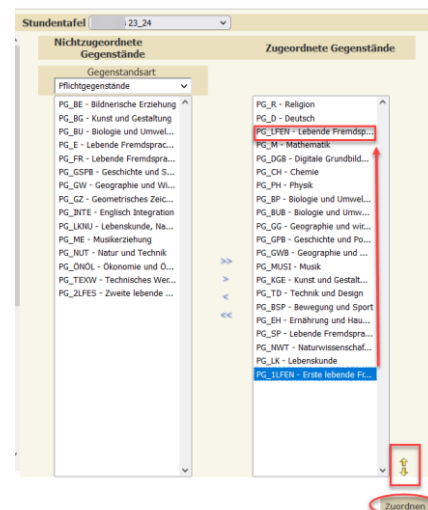 Stundentafel 23_24
Nichtzugeordnete
Gegenstände
Zugeordnete Gegenstände
Gegenstandsart
Pflichtgegenstände
PG_BE - Bildnerische Erziehung
PG_BG - Kunst und Gestaltung
PG_BU - Biologie und Umwel...
PG_E - Lebende Fremdsprac...
PG_FR - Lebende Fremdspra...
PG_GSPB - Geschichte und S...
PG_GW - Geographie und Wi...
PG_GZ - Geometrisches Zeic...
PG_INTE - Englisch Integration
PG_LKNU - Lebenskunde, Na...
PG_ME - Musikerziehung
PG_NUT - Natur und Technik
PG_ÖNÖL - Ökonomie und Ö...
PG_TEXW - Technisches Wer...
PG_2LFES - Zweite lebende ...
>>
>
<
<<
PG_R - Religion
PG_D - Deutsch
PG_LFEN - Lebende Fremdsp...
PG_M - Mathematik
PG_DGB - Digitale Grundbild...
PG_CH - Chemie
PG_PH - Physik
PG_BP - Biologie und Umwel...
PG_BUB - Biologie und Umw...
PG_GG - Geographie und wir...
PG_GPB - Geschichte und Po...
PG_GWB - Geographie und ...
PG_MUSI - Musik
PG_KGE - Kunst und Gestalt...
PG_TD - Technik und Design
PG_BSP - Bewegung und Sport
PG_EH - Ernährung und Hau...
PG_SP - Lebende Fremdspra...
PG_NWT - Naturwissenschaf...
PG_LK - Lebenskunde
PG_1LFEN - Erste lebende Fr...
Zuordnen